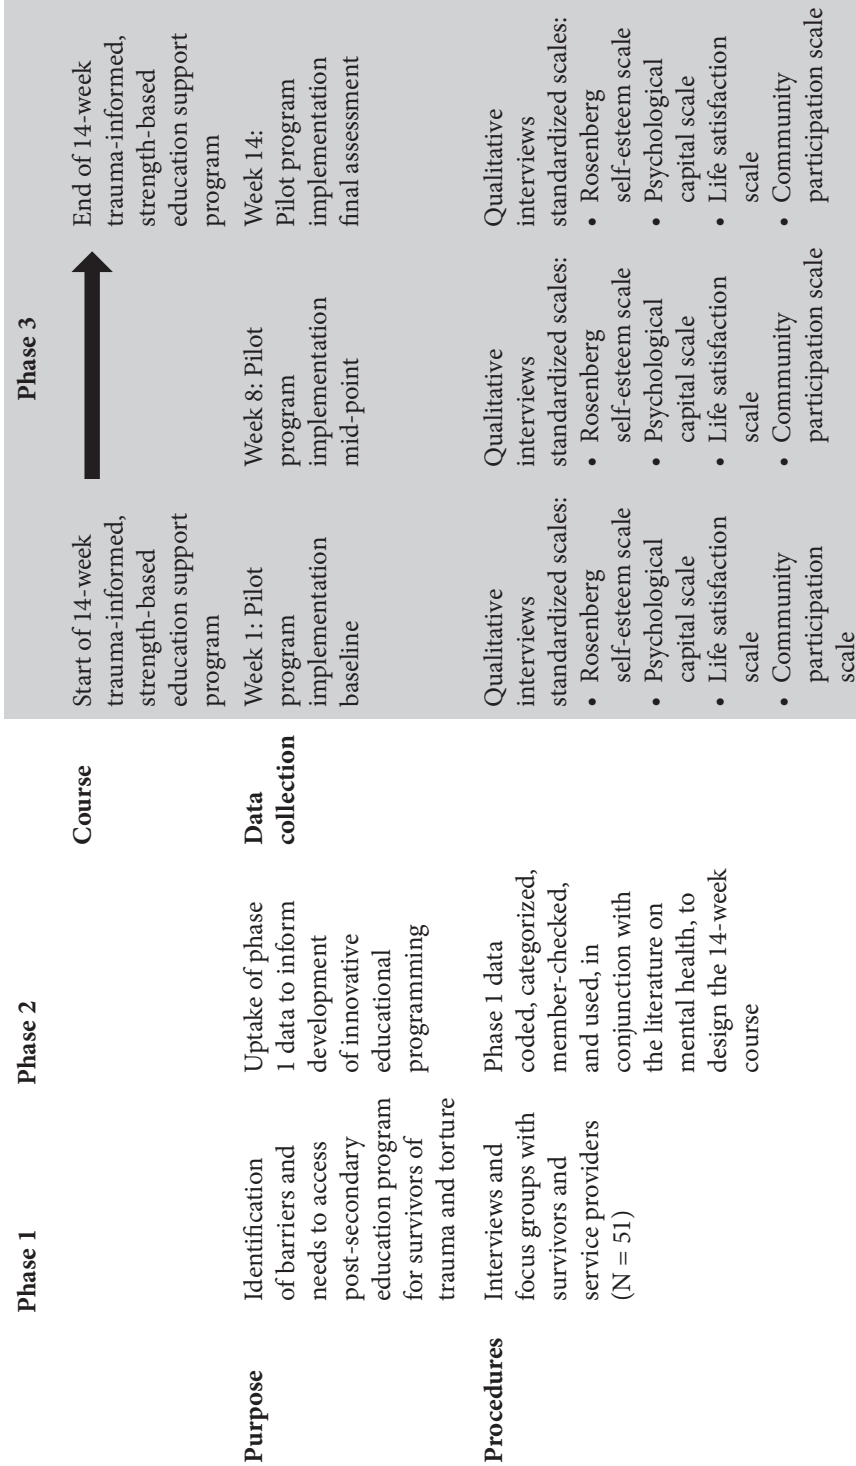 Phase 1
Phase 2
Phase 3
Course
Start of 14-week
trauma-informed,
strength-based
education support
program
End of 14-week
trauma-informed,
strength-based
education support
program
Purpose
Identification
of barriers and
needs to access
post-secondary
education program
for survivors of
trauma and torture
Uptake of phase
1 data to inform
development
of innovative
educational
programming
Data
collection
Week 1: Pilot
program
implementation
baseline
Week 8: Pilot
program
implementation
mid-point
Week 14:
Pilot program
implementation
final assessment
Procedures
Interviews and
focus groups with
survivors and
service providers
(N = 51)
Phase 1 data
coded, categorized,
member-checked,
and used, in
conjunction with
the literature on
mental health, to
design the 14-week
course
Qualitative
interviews
standardized scales:
• Rosenberg
self-esteem scale
• Psychological
capital scale
• Life satisfaction
scale
• Community
participation
scale
Qualitative
interviews
standardized scales:
• Rosenberg
self-esteem scale
• Psychological
capital scale
• Life satisfaction
scale
• Community
participation scale
Qualitative
interviews
standardized scales:
• Rosenberg
self-esteem scale
• Psychological
capital scale
• Life satisfaction
scale
• Community
participation scale